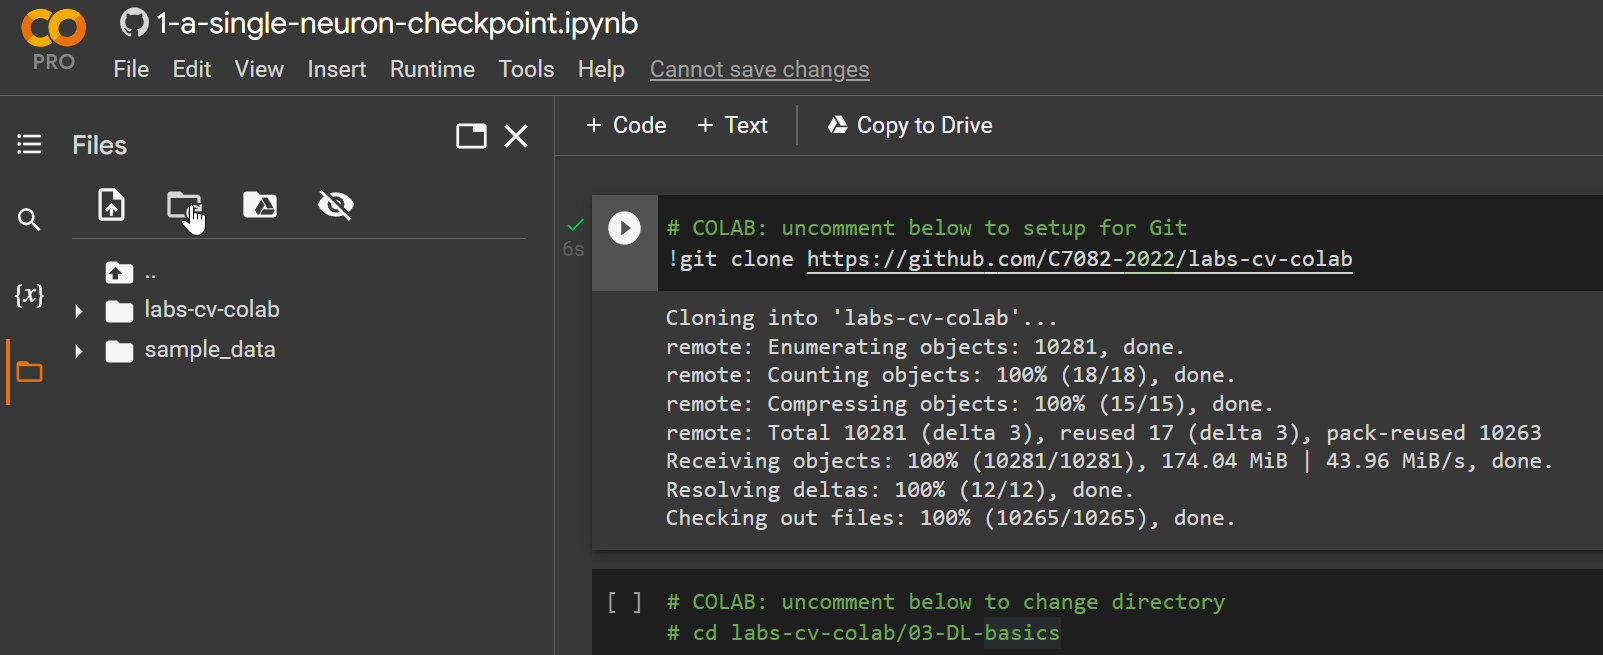 1-a-single-neuron-checkpoint.ipynb
PRO
File Edit View Insert Runtime Tools Help Cannot save changes
Files
+ Code + Text Copy to Drive
..
labs-cv-colab
sample_data
{x}
6s
# COLAB: uncomment below to setup for Git
!git clone https://github.com/C7082-2022/labs-cv-colab
Cloning into 'labs-cv-colab'...
remote: Enumerating objects: 10281, done.
remote: Counting objects: 100% (18/18), done.
remote: Compressing objects: 100% (15/15), done.
remote: Total 10281 (delta 3), reused 17 (delta 3), pack-reused 10263
Receiving objects: 100% (10281/10281), 174.04 MiB | 43.96 MiB/s, done.
Resolving deltas: 100% (12/12), done.
Checking out files: 100% (10265/10265), done.
[ ] # COLAB: uncomment below to change directory
# cd labs-cv-colab/03-DL-basics